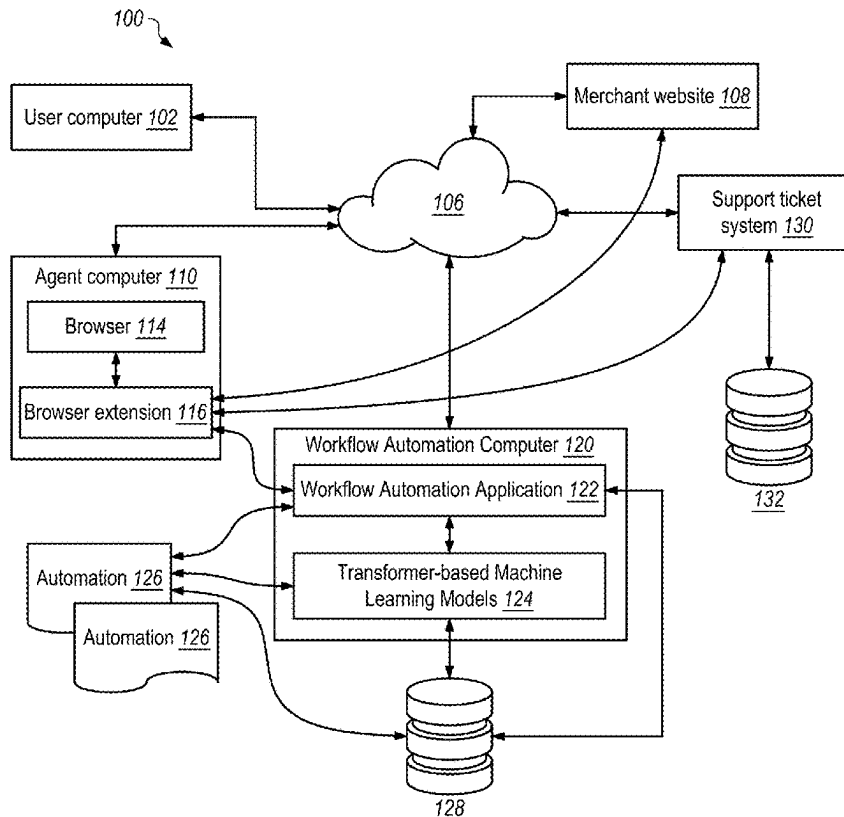 100
User computer 102
Merchant website 108
106
Support ticket
system 130
Agent computer 110
Browser 114
Browser extension 116
132
Workflow Automation Computer 120
Workflow Automation Application 122
Transformer-based Machine
Learning Models 124
Automation 126
Automation 126
128